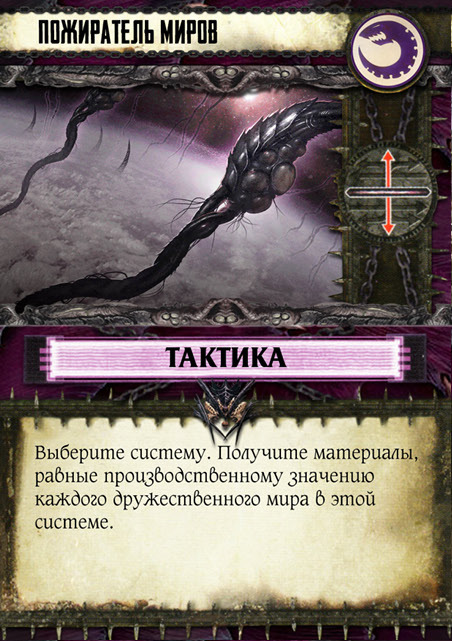 ПОЖИРАТЕЛЬ МИРОВ
ТАКТИКА
Выберите систему. Получите материалы,
равные производственному значению
каждого дружественного мира в этой
системе.